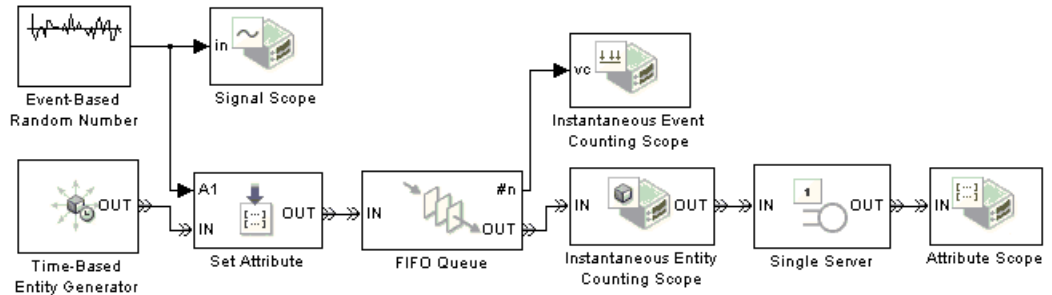 in
Event-Based
Random Number
Signal Scope
vc
Instantaneous Event
Counting Scope
OUT
Time-Based
Entity Generator
A1
IN
OUT
Set Attribute
IN
#n
OUT
FIFO Queue
IN
OUT
Instantaneous Entity
Counting Scope
IN
1
OUT
Single Server
IN
Attribute Scope